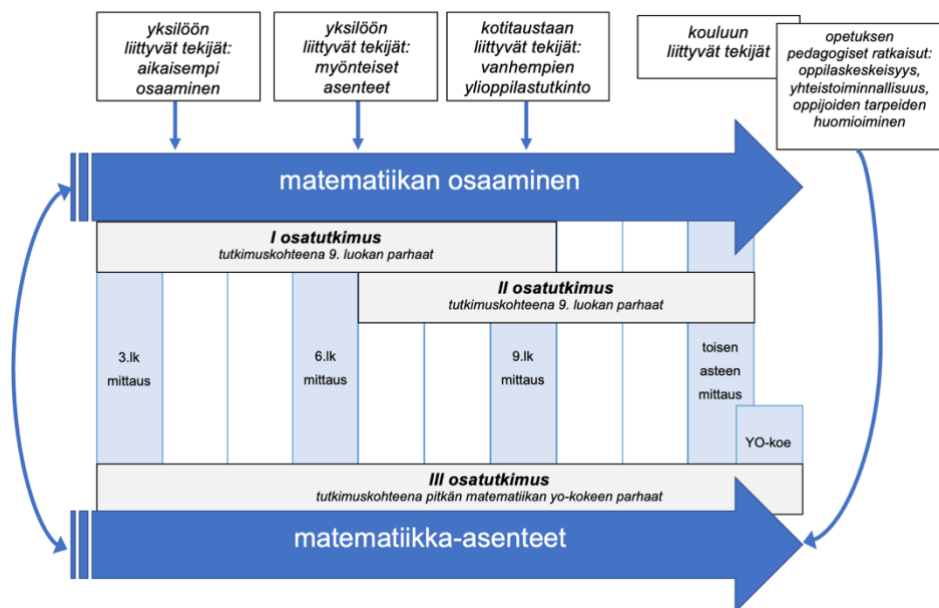 yksilöön
liittyvät tekijät:
aikaisempi
osaaminen
yksilöön
liittyvät tekijät:
myönteiset
asenteet
kotitaustaan
liittyvät tekijät:
vanhempien
ylioppilastutkinto
kouluun
liittyvät tekijät
opetuksen
pedagogiset ratkaisut:
oppilaskeskeisyys,
yhteistoiminnallisuus,
oppijoiden tarpeiden
huomioiminen
matematiikan osaaminen
I osatutkimus
tutkimuskohteena 9. luokan parhaat
II osatutkimus
tutkimuskohteena 9. luokan parhaat
3.lk
mittaus
6.lk
mittaus
9.lk
mittaus
toisen
asteen
mittaus
YO-koe
III osatutkimus
tutkimuskohteena pitkän matematiikan yo-kokeen parhaat
matematiikka-asenteet